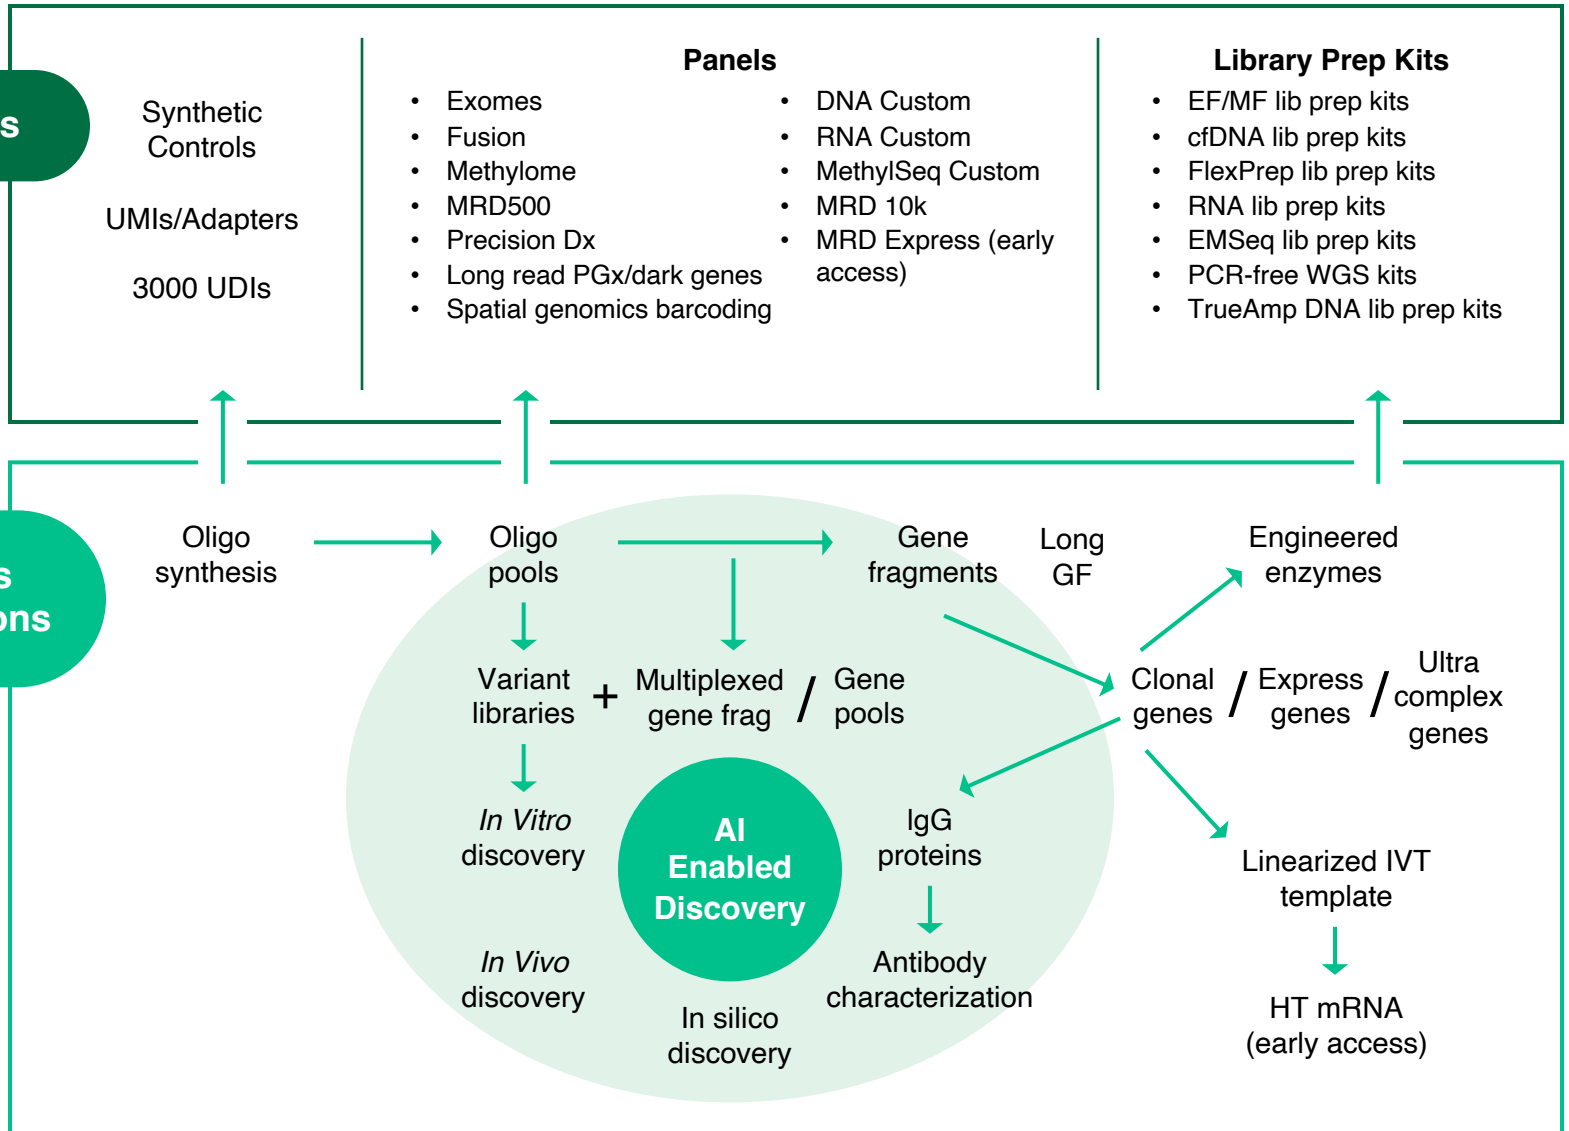 s
Synthetic
Controls
UMIs/Adapters
3000 UDIs
Panels
• Exomes
• Fusion
• Methylome
• MRD500
• Precision Dx
• Long read PGx/dark genes
• Spatial genomics barcoding
• DNA Custom
• RNA Custom
• MethylSeq Custom
• MRD 10k
• MRD Express (early
access)
Library Prep Kits
• EF/MF lib prep kits
• cfDNA lib prep kits
• FlexPrep lib prep kits
• RNA lib prep kits
• EMSeq lib prep kits
• PCR-free WGS kits
• TrueAmp DNA lib prep kits
s
ons
Oligo
synthesis
Oligo
pools
Gene
fragments
Long
GF
Engineered
enzymes
Variant
libraries
+
Multiplexed
gene frag
/
Gene
pools
Clonal
genes
/
Express
genes
/
Ultra
complex
genes
In Vitro
discovery
AI
Enabled
Discovery
IgG
proteins
Linearized IVT
template
In Vivo
discovery
In silico
discovery
Antibody
characterization
HT mRNA
(early access)